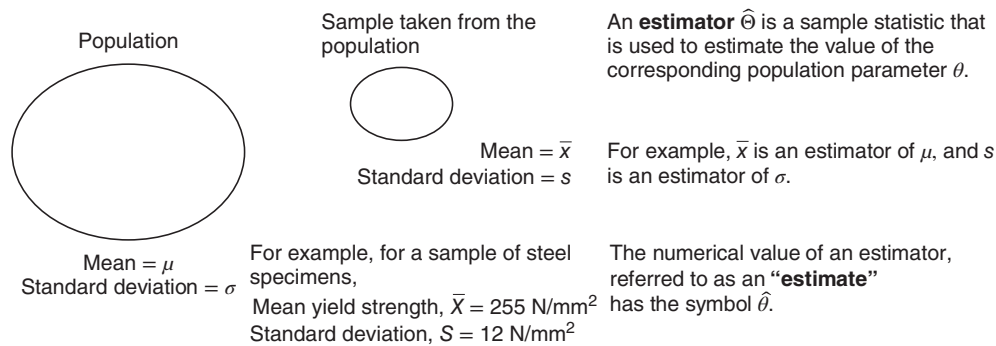 Population
Mean = μ
Standard deviation = σ
Sample taken from the
population
Mean = x̅
Standard deviation = s
For example, for a sample of steel
specimens,
Mean yield strength, X̅ = 255 N/mm²
Standard deviation, S = 12 N/mm²
An estimator Θ̂ is a sample statistic that
is used to estimate the value of the
corresponding population parameter θ.
For example, x̅ is an estimator of μ, and s
is an estimator of σ.
The numerical value of an estimator,
referred to as an “estimate”
has the symbol θ̂.